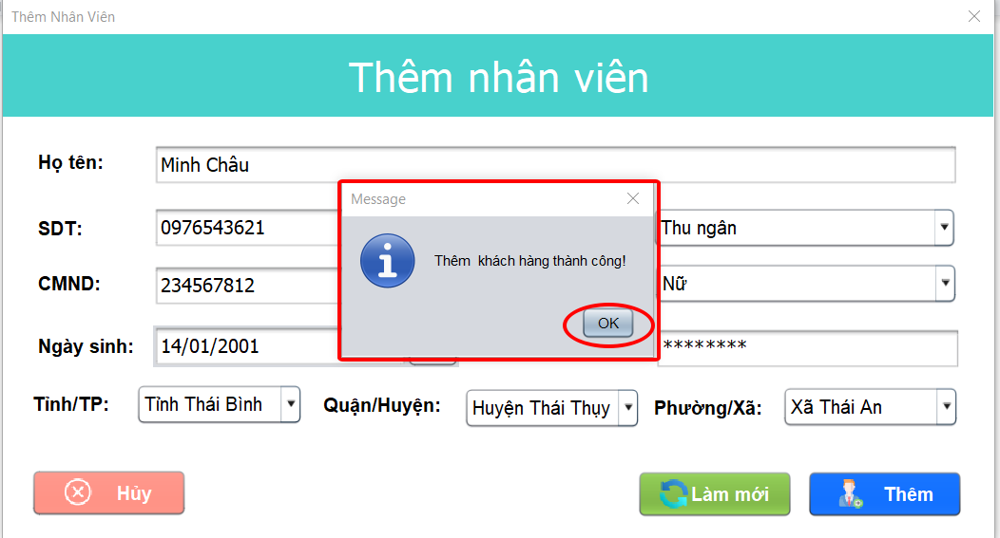 Thêm Nhân Viên
Thêm nhân viên
Họ tên: Minh Châu
Message
SDT: 0976543621 Thu ngân
Thêm khách hàng thành công!
CMND: 234567812 Nữ
OK
Ngày sinh: 14/01/2001 ********
Tỉnh/TP: Tỉnh Thái Bình Quận/Huyện: Huyện Thái Thụy Phường/Xã: Xã Thái An
Hủy Làm mới Thêm